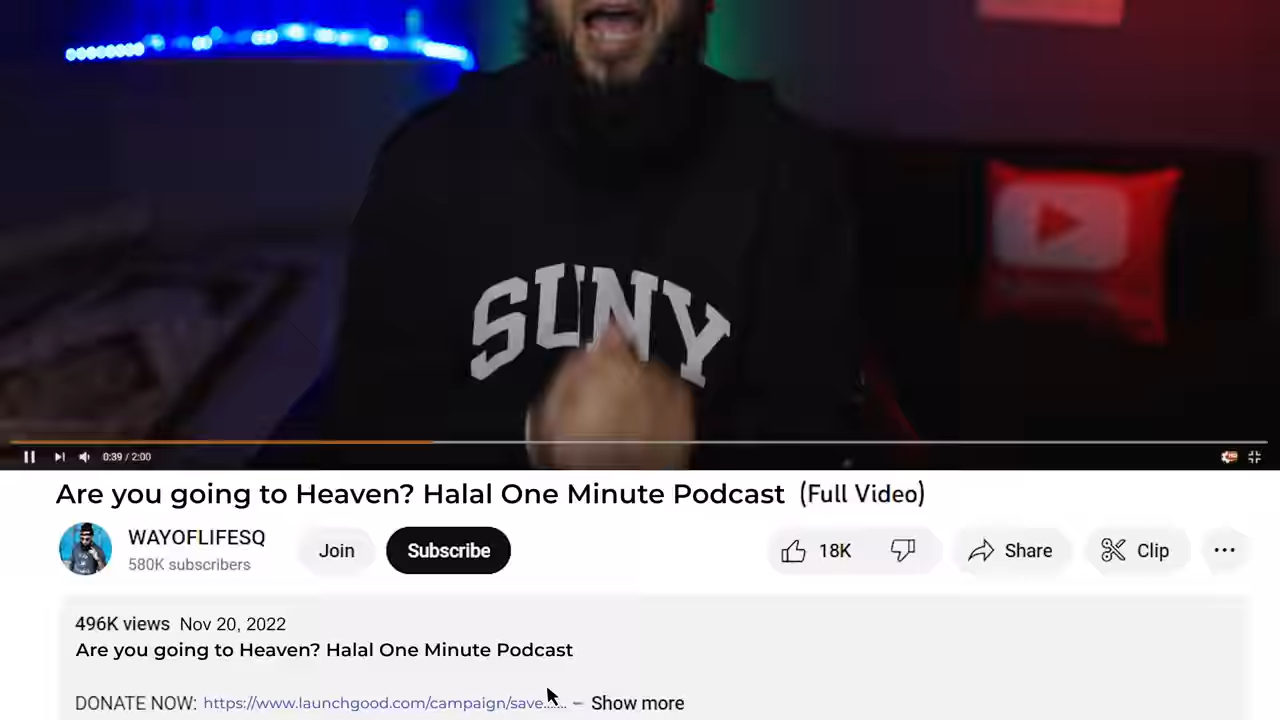 SUNY
0:39 / 2:00
Are you going to Heaven? Halal One Minute Podcast (Full Video)
WAYOFLIFESQ
580K subscribers
Join
Subscribe
18K
Share
Clip
496K views Nov 20, 2022
Are you going to Heaven? Halal One Minute Podcast
DONATE NOW: https://www.launchgood.com/campaign/save...... – Show more